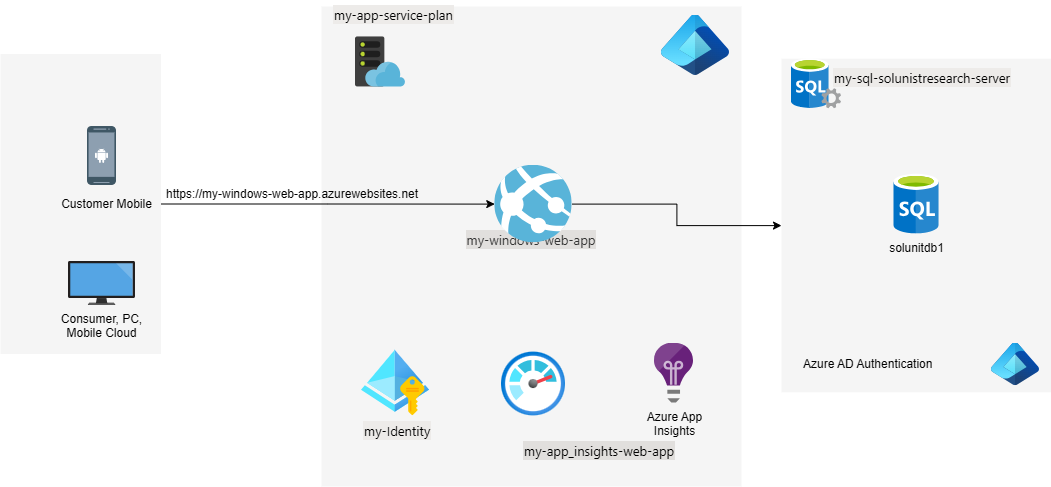 my-app-service-plan
SQL
my-sql-solunistresearch-server
https://my-windows-web-app.azurewebsites.net
Customer Mobile
SQL
my-windows-web-app
solunitdb1
Consumer, PC,
Mobile Cloud
Azure AD Authentication
my-Identity
Azure App
Insights
my-app_insights-web-app